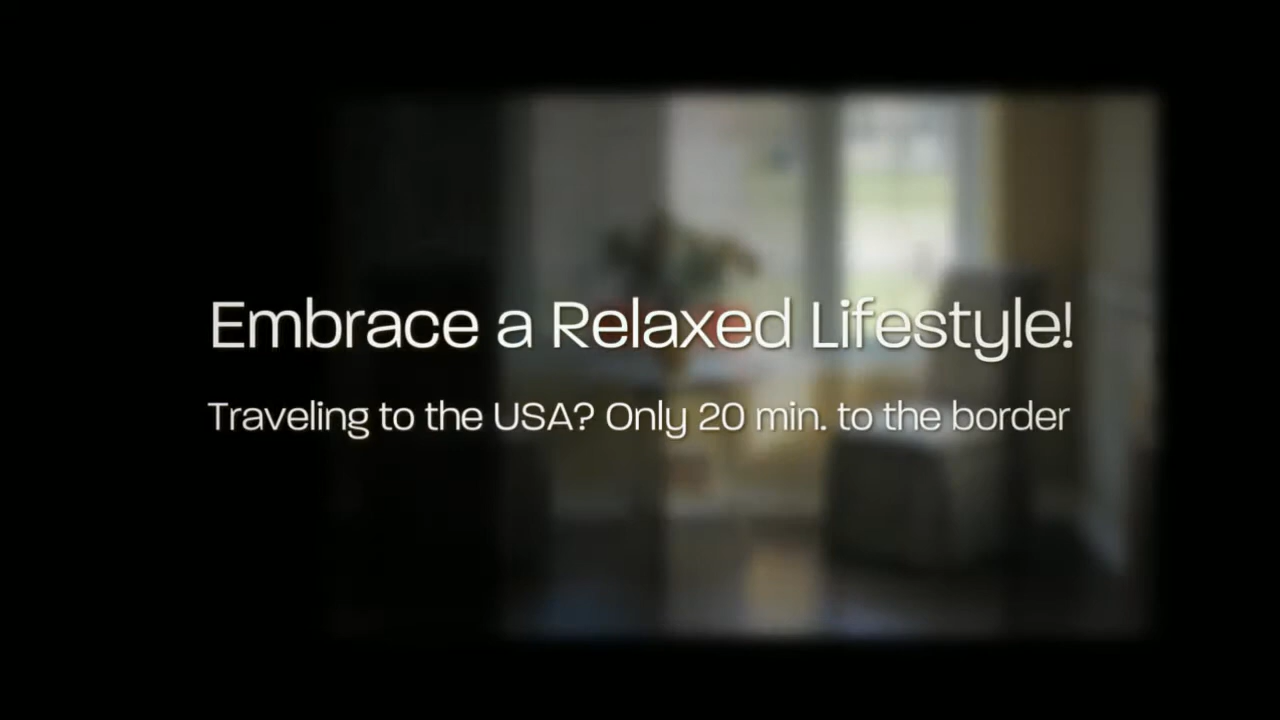 Embrace a Relaxed Lifestyle!
Traveling to the USA? Only 20 min. to the border